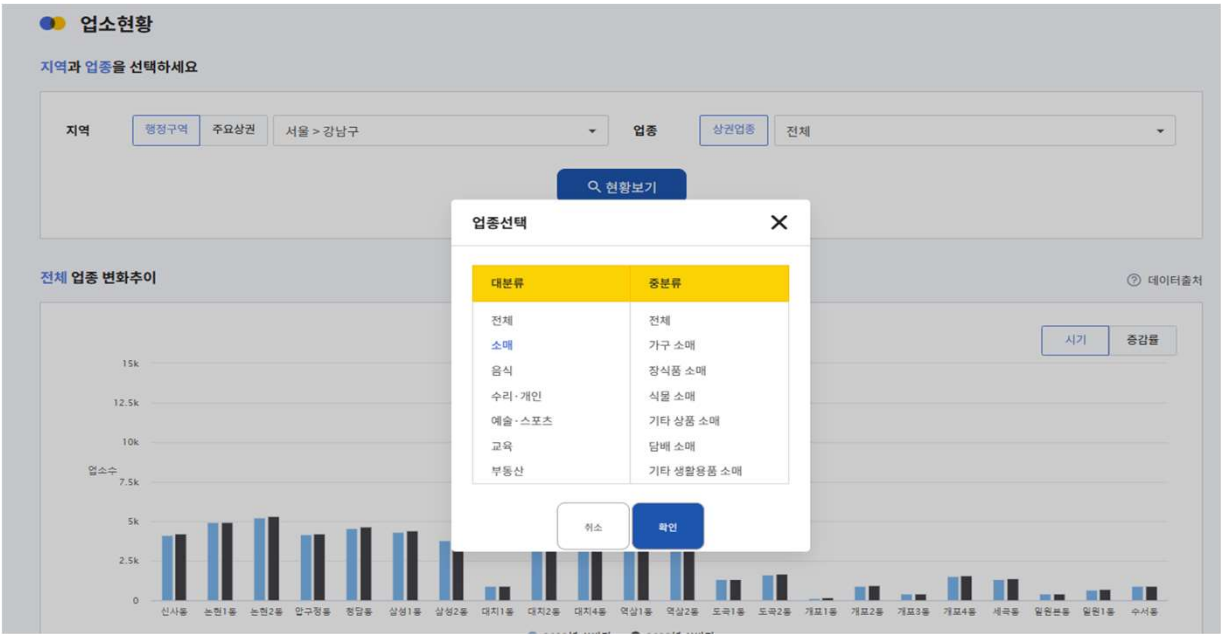 업소현황
지역과 업종을 선택하세요
지역 행정구역 주요상권 서울 > 강남구 업종 상권업종 전체
현황보기
업종선택
대분류 중분류
전체 전체
소매 가구 소매
음식 장식품 소매
수리·개인 식물 소매
예술·스포츠 기타 상품 소매
교육 담배 소매
부동산 기타 생활용품 소매
취소 확인
전체 업종 변화추이
데이터출처
시기 증감률
15k
12.5k
10k
업소수
7.5k
5k
2.5k
0
신사동 논현1동 논현2동 압구정동 청담동 삼성1동 삼성2동 대치1동 대치2동 대치4동 역삼1동 역삼2동 도곡1동 도곡2동 개포1동 개포2동 개포3동 개포4동 세곡동 일원본동 일원1동 수서동